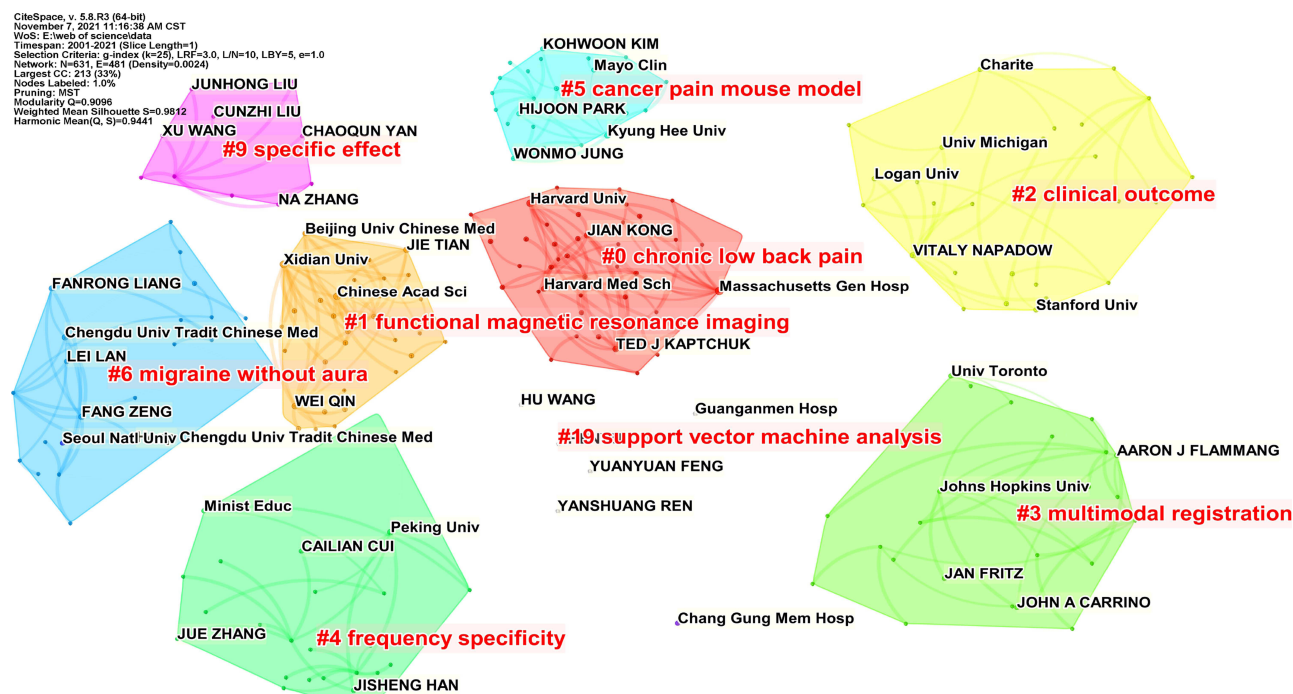 CiteSpace, v. 5.8.R3 (64-bit)
November 7, 2021 11:16:38 AM CST
WoS: E:\web of science\data
Timespan: 2001-2021 (Slice Length=1)
Selection Criteria: g-index (k=25), LRF=3.0, L/N=10, LBY=5, e=1.0
Network: N=631, E=481 (Density=0.0024)
Largest CC: 213 (33%)
Nodes Labeled: 1.0%
Pruning: MST
Modularity Q=0.9096
Weighted Mean Silhouette S=0.9812
Harmonic Mean(Q, S)=0.9441
JUNHONG LIU
CUNZHI LIU
XU WANG
CHAOQUN YAN
#9 specific effect
NA ZHANG
KOHWOON KIM
Mayo Clin
#5 cancer pain mouse model
HIJOON PARK
Kyung Hee Univ
WONMO JUNG
Charite
Univ Michigan
Logan Univ
#2 clinical outcome
VITALY NAPADOW
Stanford Univ
Harvard Univ
JIAN KONG
#0 chronic low back pain
Harvard Med Sch
Massachusetts Gen Hosp
TED J KAPTCHUK
Beijing Univ Chinese Med
JIE TIAN
Xidian Univ
Chinese Acad Sci
#1 functional magnetic resonance imaging
WEI QIN
FANRONG LIANG
Chengdu Univ Tradit Chinese Med
LEI LAN
#6 migraine without aura
FANG ZENG
Seoul Natl Univ
Chengdu Univ Tradit Chinese Med
HU WANG
Guanganmen Hosp
#19 support vector machine analysis
YUANYUAN FENG
YANSHUANG REN
Univ Toronto
AARON J FLAMMANG
Johns Hopkins Univ
#3 multimodal registration
JAN FRITZ
JOHN A CARRINO
Chang Gung Mem Hosp
Minist Educ
Peking Univ
CAILIAN CUI
JUE ZHANG
#4 frequency specificity
JISHENG HAN